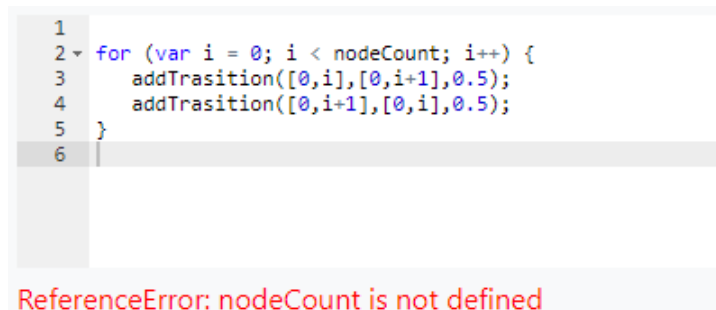 1
2 for (var i = 0; i < nodeCount; i++) {
3 addTrasition([0,i],[0,i+1],0.5);
4 addTrasition([0,i+1],[0,i],0.5);
5 }
6
ReferenceError: nodeCount is not defined